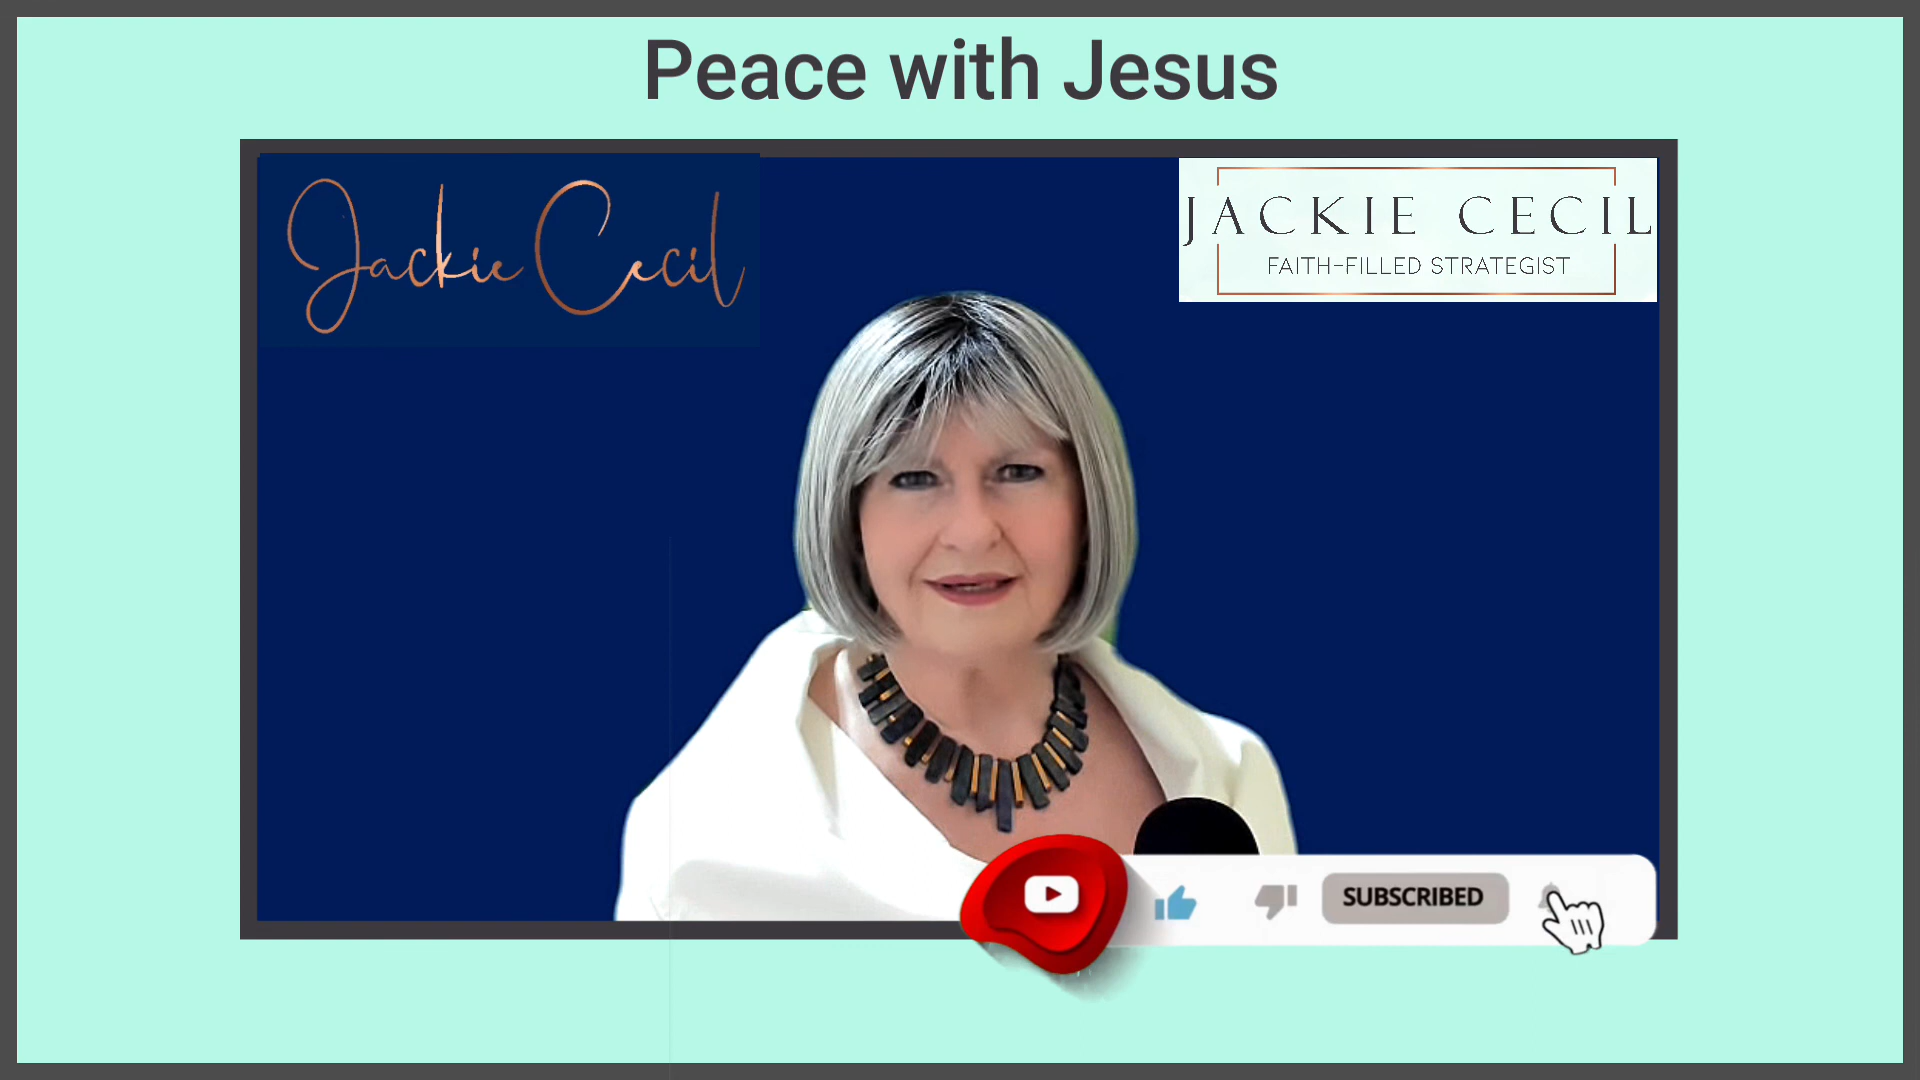 Peace with Jesus
Jackie Cecil
JACKIE CECIL
FAITH-FILLED STRATEGIST
SUBSCRIBED